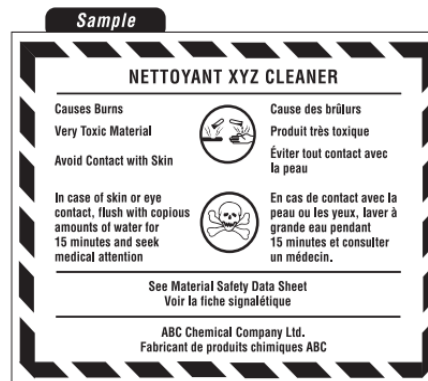 Sample
NETTOYANT XYZ CLEANER
Causes Burns
Very Toxic Material
Avoid Contact with Skin
Cause des brûlurs
Produit très toxique
Éviter tout contact avec
la peau
In case of skin or eye
contact, flush with copious
amounts of water for
15 minutes and seek
medical attention
En cas de contact avec la
peau ou les yeux, laver à
grande eau pendant
15 minutes et consulter
un médecin.
See Material Safety Data Sheet
Voir la fiche signalétique
ABC Chemical Company Ltd.
Fabricant de produits chimiques ABC